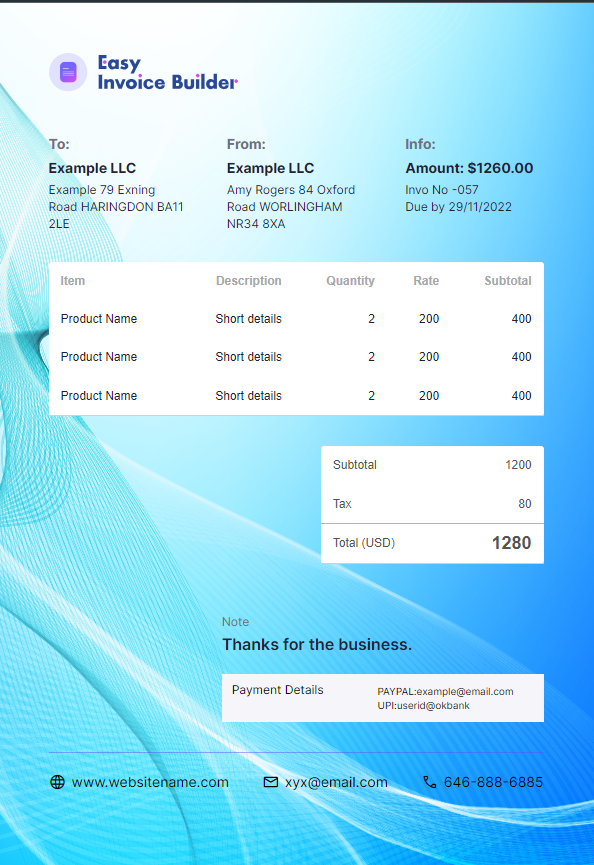 Easy
Invoice Builder
To:
Example LLC
Example 79 Exning
Road HARINGDON BA11
2LE
From:
Example LLC
Amy Rogers 84 Oxford
Road WORLINGHAM
NR34 8XA
Info:
Amount: $1260.00
Invo No -057
Due by 29/11/2022
Item Description Quantity Rate Subtotal
Product Name Short details 2 200 400
Product Name Short details 2 200 400
Product Name Short details 2 200 400
Subtotal 1200
Tax 80
Total (USD) 1280
Note
Thanks for the business.
Payment Details
PAYPAL:example@email.com
UPI:userid@okbank
www.websitename.com xyx@email.com 646-888-6885